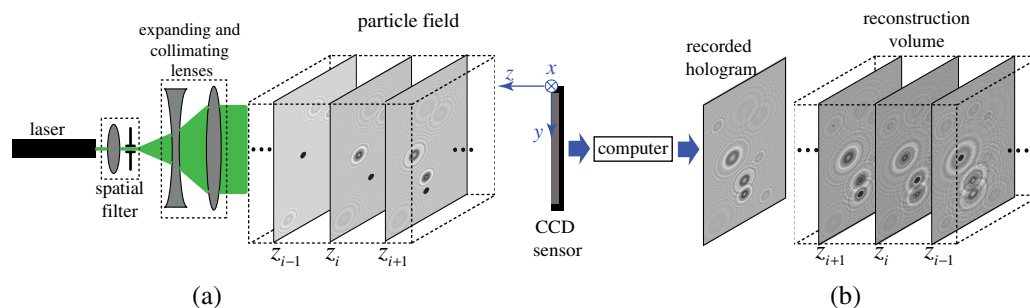 expanding and
collimating
lenses
particle field
laser
spatial
filter
z_{i-1}
z_i
z_{i+1}
x
z
y
CCD
sensor
computer
recorded
hologram
reconstruction
volume
z_{i+1}
z_i
z_{i-1}
(a)
(b)